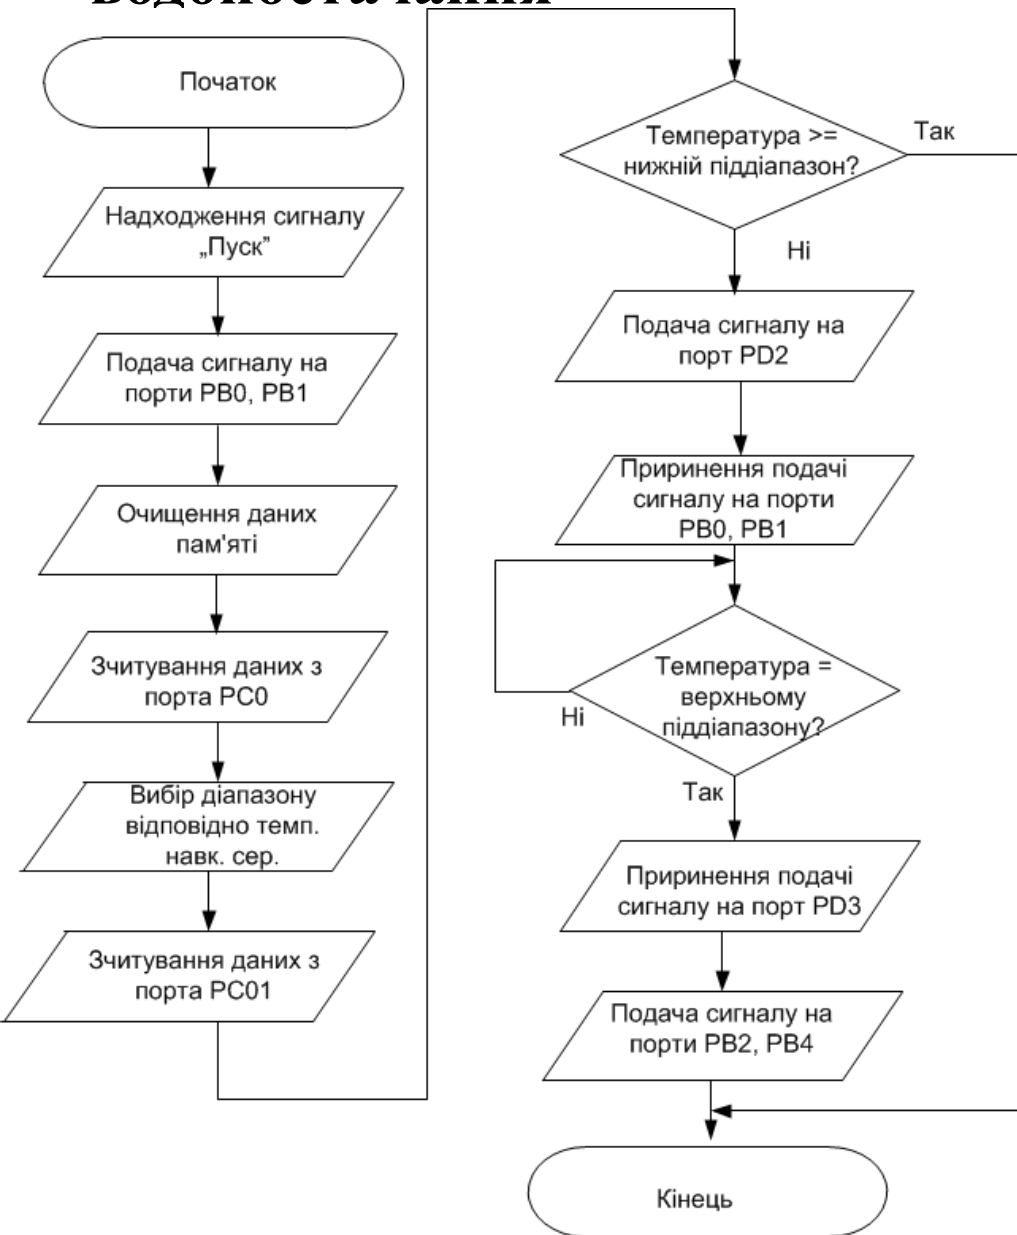 водопостачання
Початок
Надходження сигналу
„Пуск”
Подача сигналу на
порти PB0, PB1
Очищення даних
пам'яті
Зчитування даних з
порта PC0
Вибір діапазону
відповідно темп.
навк. сер.
Зчитування даних з
порта PC01
Температура >=
нижній піддіапазон?
Так
Ні
Подача сигналу на
порт PD2
Приринення подачі
сигналу на порти
PB0, PB1
Температура =
верхньому
піддіапазону?
Ні
Так
Приринення подачі
сигналу на порт PD3
Подача сигналу на
порти PB2, PB4
Кінець